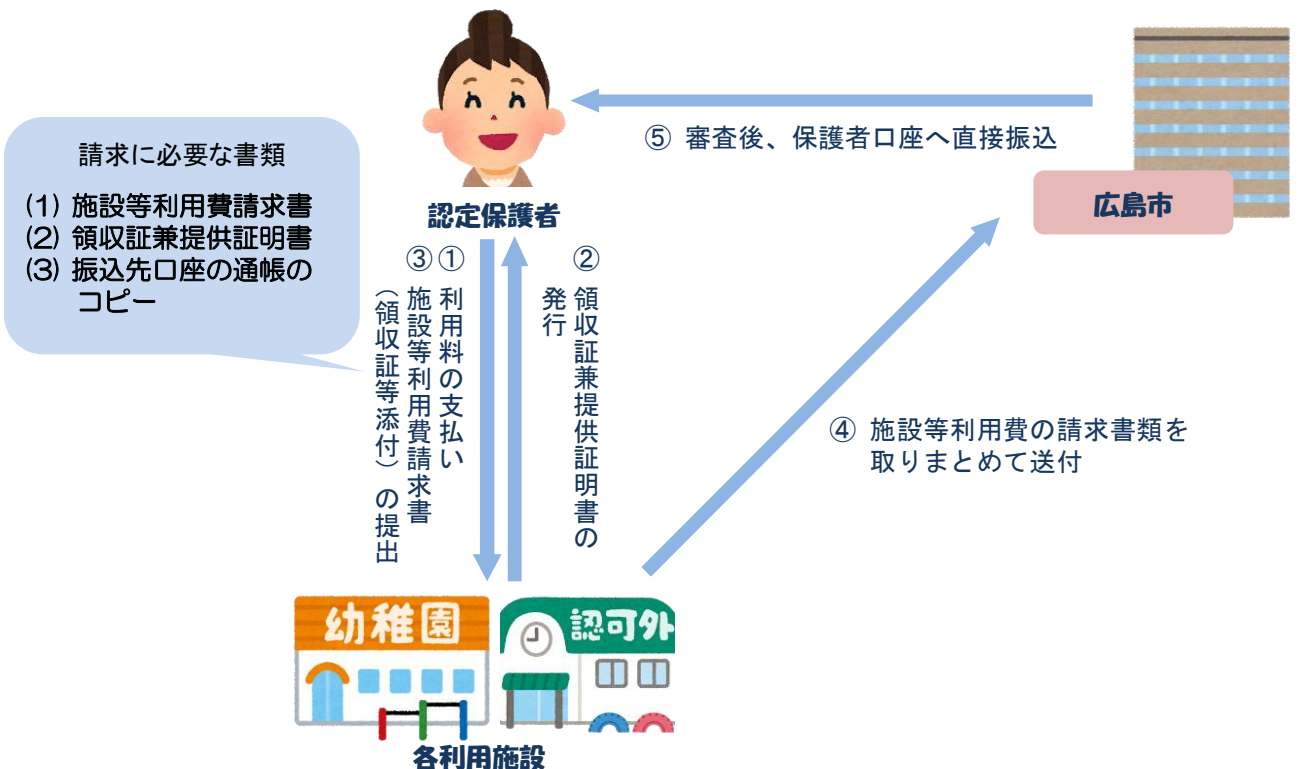 ⑤ 審査後、保護者口座へ直接振込
請求に必要な書類
(1) 施設等利用費請求書
(2) 領収証兼提供証明書
(3) 振込先口座の通帳の
コピー
認定保護者
広島市
① 利用料の支払い
③ 施設等利用費請求書
（領収証等添付）の提出
② 領収証兼提供証明書の
発行
④ 施設等利用費の請求書類を
取りまとめて送付
幼稚園
認可外
各利用施設